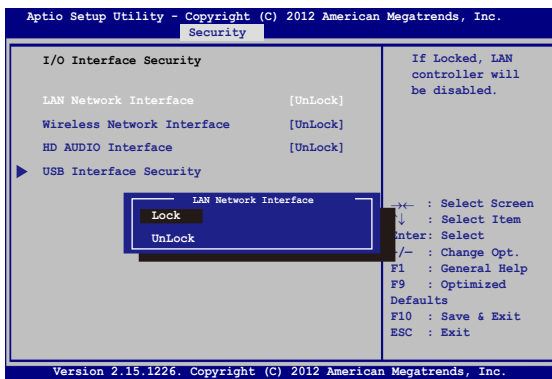 Aptio Setup Utility - Copyright (C) 2012 American Megatrends, Inc.
Security
I/O Interface Security
LAN Network Interface [UnLock]
Wireless Network Interface [UnLock]
HD AUDIO Interface [UnLock]
USB Interface Security
LAN Network Interface
Lock
UnLock
If Locked, LAN
controller will
be disabled.
→← : Select Screen
↑↓ : Select Item
Enter: Select
+/— : Change Opt.
F1 : General Help
F9 : Optimized
Defaults
F10 : Save & Exit
ESC : Exit
Version 2.15.1226. Copyright (C) 2012 American Megatrends, Inc.